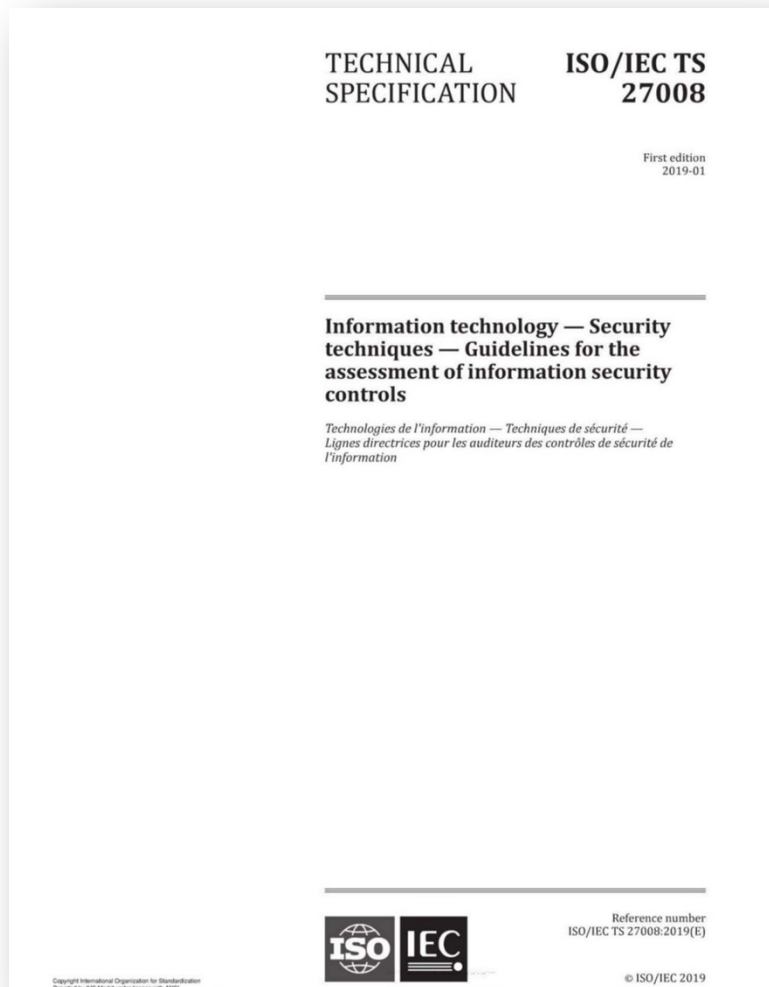 TECHNICAL
SPECIFICATION
ISO/IEC TS
27008
First edition
2019-01
Information technology — Security
techniques — Guidelines for the
assessment of information security
controls
Technologies de l'information — Techniques de sécurité —
Lignes directrices pour les auditeurs des contrôles de sécurité de
l'information
ISO
IEC
Reference number
ISO/IEC TS 27008:2019(E)
© ISO/IEC 2019
Copyright International Organization for Standardization